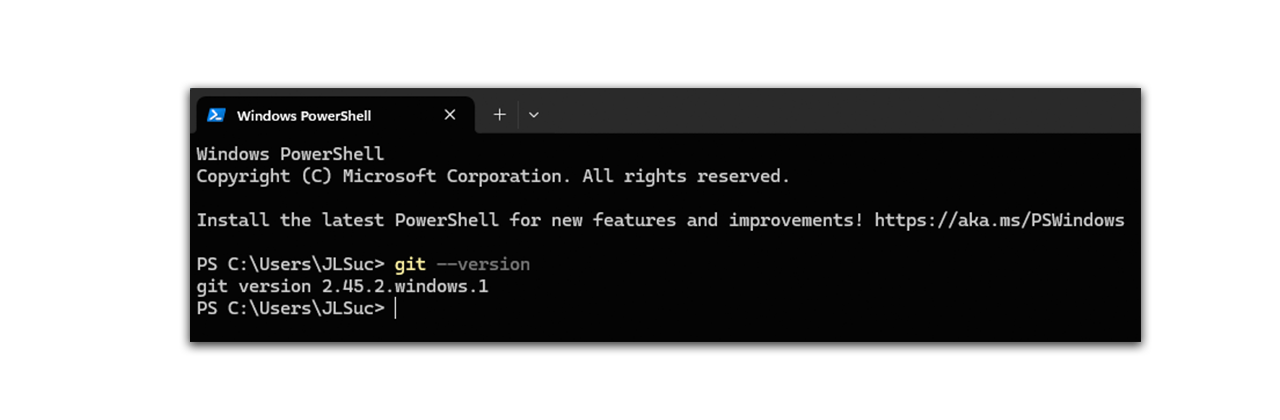 Windows PowerShell
Windows PowerShell
Copyright (C) Microsoft Corporation. All rights reserved.
Install the latest PowerShell for new features and improvements! https://aka.ms/PSWindows
PS C:\Users\JLSuc> git --version
git version 2.45.2.windows.1
PS C:\Users\JLSuc>